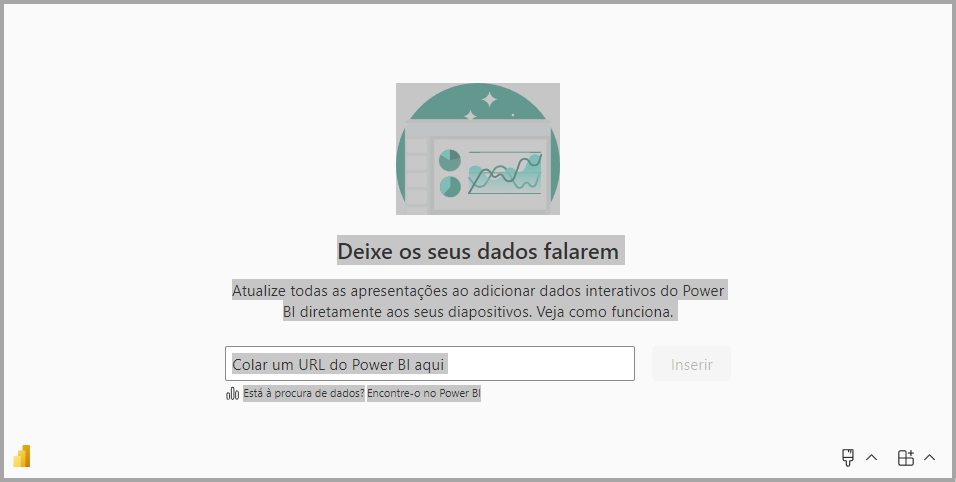 Deixe os seus dados falarem
Atualize todas as apresentações ao adicionar dados interativos do Power
BI diretamente aos seus diapositivos. Veja como funciona.
Colar um URL do Power BI aqui
Inserir
Está à procura de dados? Encontre-o no Power BI